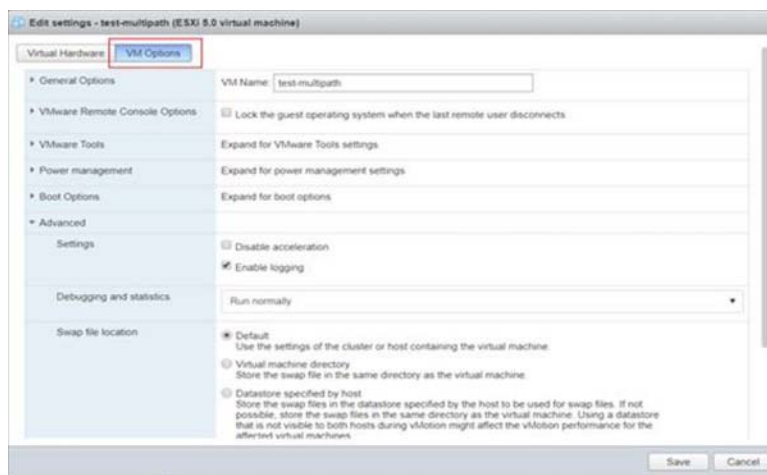 Edit settings - test-multipath (ESXi 5.0 virtual machine)
Virtual Hardware
VM Options
General Options
VM Name: test-multipath
VMware Remote Console Options
Lock the guest operating system when the last remote user disconnects
VMware Tools
Expand for VMware Tools settings
Power management
Expand for power management settings
Boot Options
Expand for boot options
Advanced
Settings
Disable acceleration
Enable logging
Debugging and statistics
Run normally
Swap file location
Default
Use the settings of the cluster or host containing the virtual machine.
Virtual machine directory
Store the swap file in the same directory as the virtual machine.
Datastore specified by host
Store the swap files in the datastore specified by the host to be used for swap files. If not
possible, store the swap files in the same directory as the virtual machine. Using a datastore
that is not visible to both hosts during vMotion might affect the vMotion performance for the
affected virtual machines.
Save
Cancel